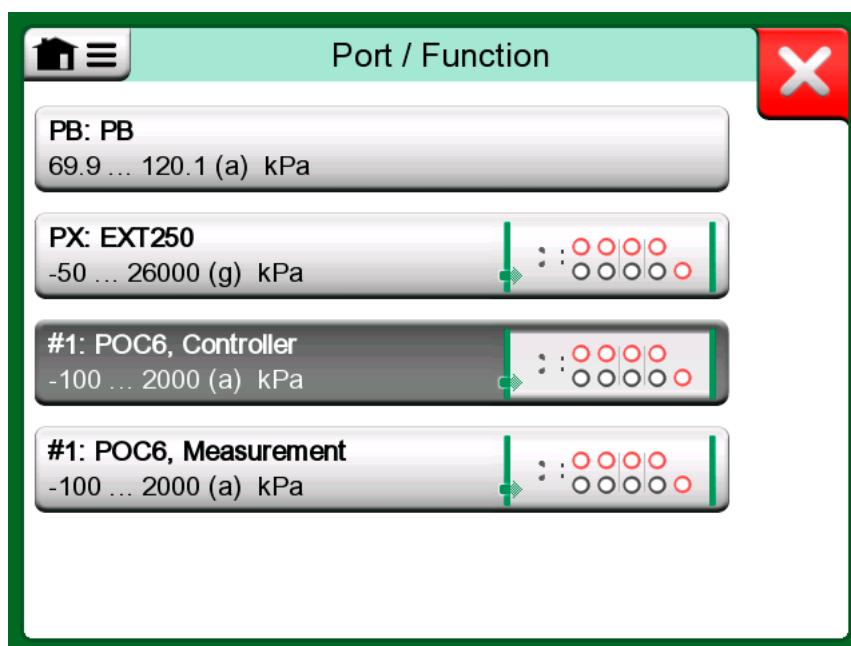 Port / Function
PB: PB
69.9 ... 120.1 (a) kPa
PX: EXT250
-50 ... 26000 (g) kPa
#1: POC6, Controller
-100 ... 2000 (a) kPa
#1: POC6, Measurement
-100 ... 2000 (a) kPa